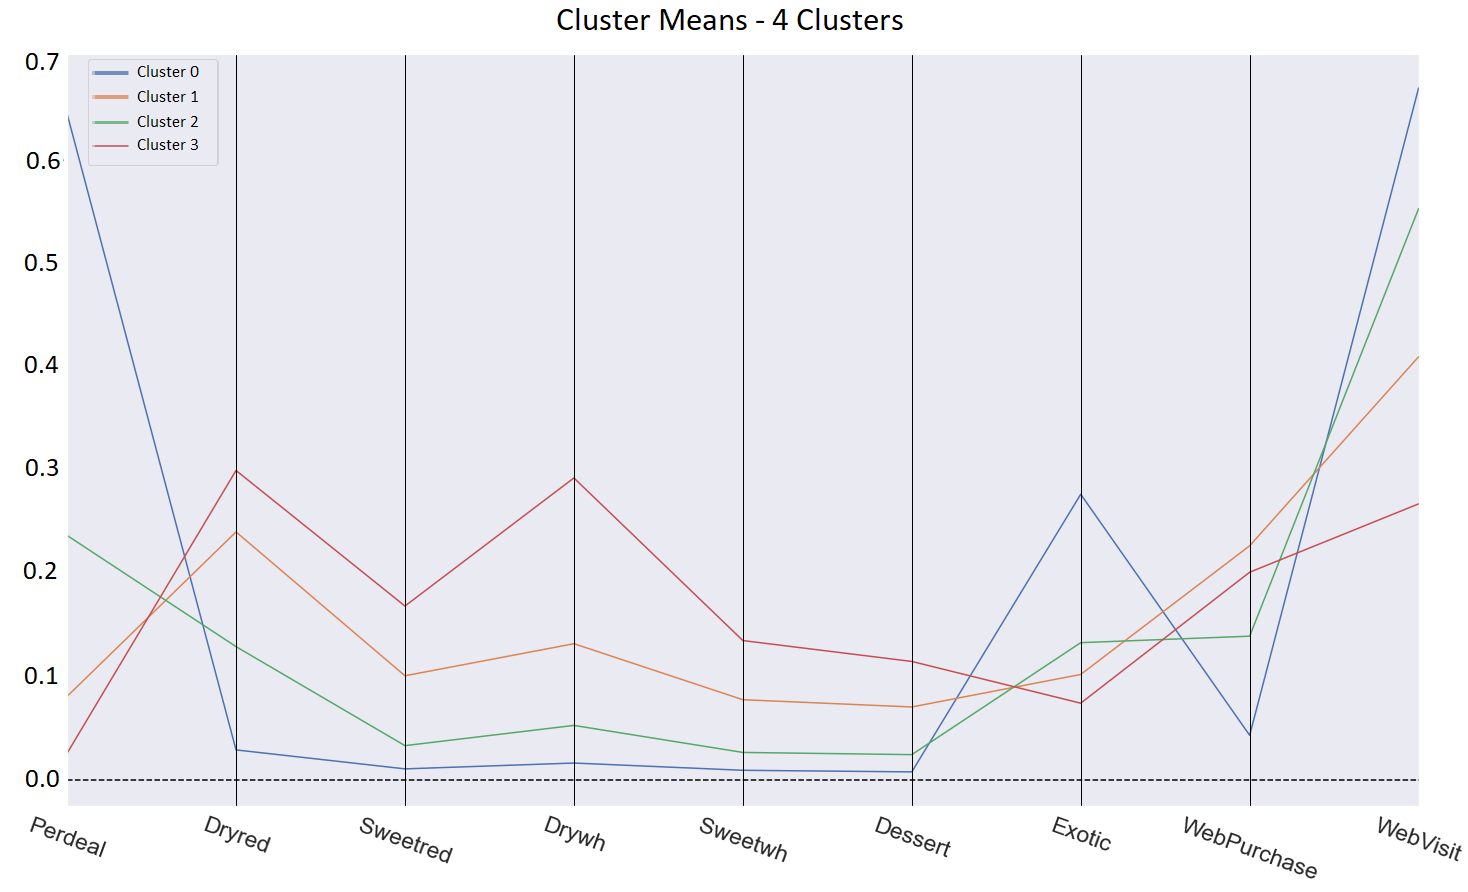 Cluster Means - 4 Clusters
0.7
0.6
0.5
0.4
0.3
0.2
0.1
0.0
Cluster 0
Cluster 1
Cluster 2
Cluster 3
Perdeal
Dryred
Sweetred
Drywh
Sweetwh
Dessert
Exotic
WebPurchase
WebVisit